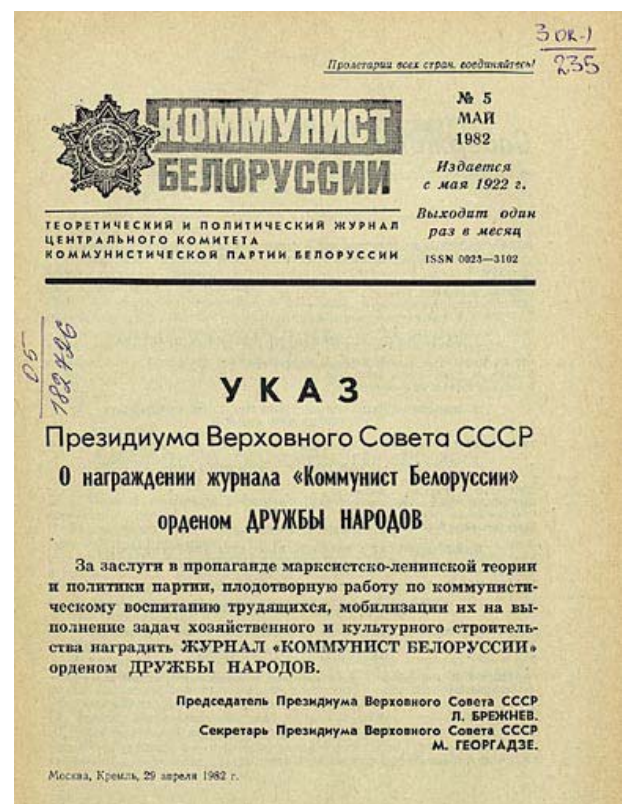 3 ок-1
235
Пролетарии всех стран, соединяйтесь!
КОММУНИСТ
БЕЛОРУССИИ
№ 5
МАЙ
1982
Издается
с мая 1922 г.
Выходит один
раз в месяц
ISSN 0023—3102
ТЕОРЕТИЧЕСКИЙ И ПОЛИТИЧЕСКИЙ ЖУРНАЛ
ЦЕНТРАЛЬНОГО КОМИТЕТА
КОММУНИСТИЧЕСКОЙ ПАРТИИ БЕЛОРУССИИ
05
182426
УКАЗ
Президиума Верховного Совета СССР
О награждении журнала «Коммунист Белоруссии»
орденом ДРУЖБЫ НАРОДОВ
За заслуги в пропаганде марксистско-ленинской теории
и политики партии, плодотворную работу по коммунисти-
ческому воспитанию трудящихся, мобилизации их на вы-
полнение задач хозяйственного и культурного строитель-
ства наградить ЖУРНАЛ «КОММУНИСТ БЕЛОРУССИИ»
орденом ДРУЖБЫ НАРОДОВ.
Председатель Президиума Верховного Совета СССР
Л. БРЕЖНЕВ.
Секретарь Президиума Верховного Совета СССР
М. ГЕОРГАДЗЕ.
Москва, Кремль, 29 апреля 1982 г.